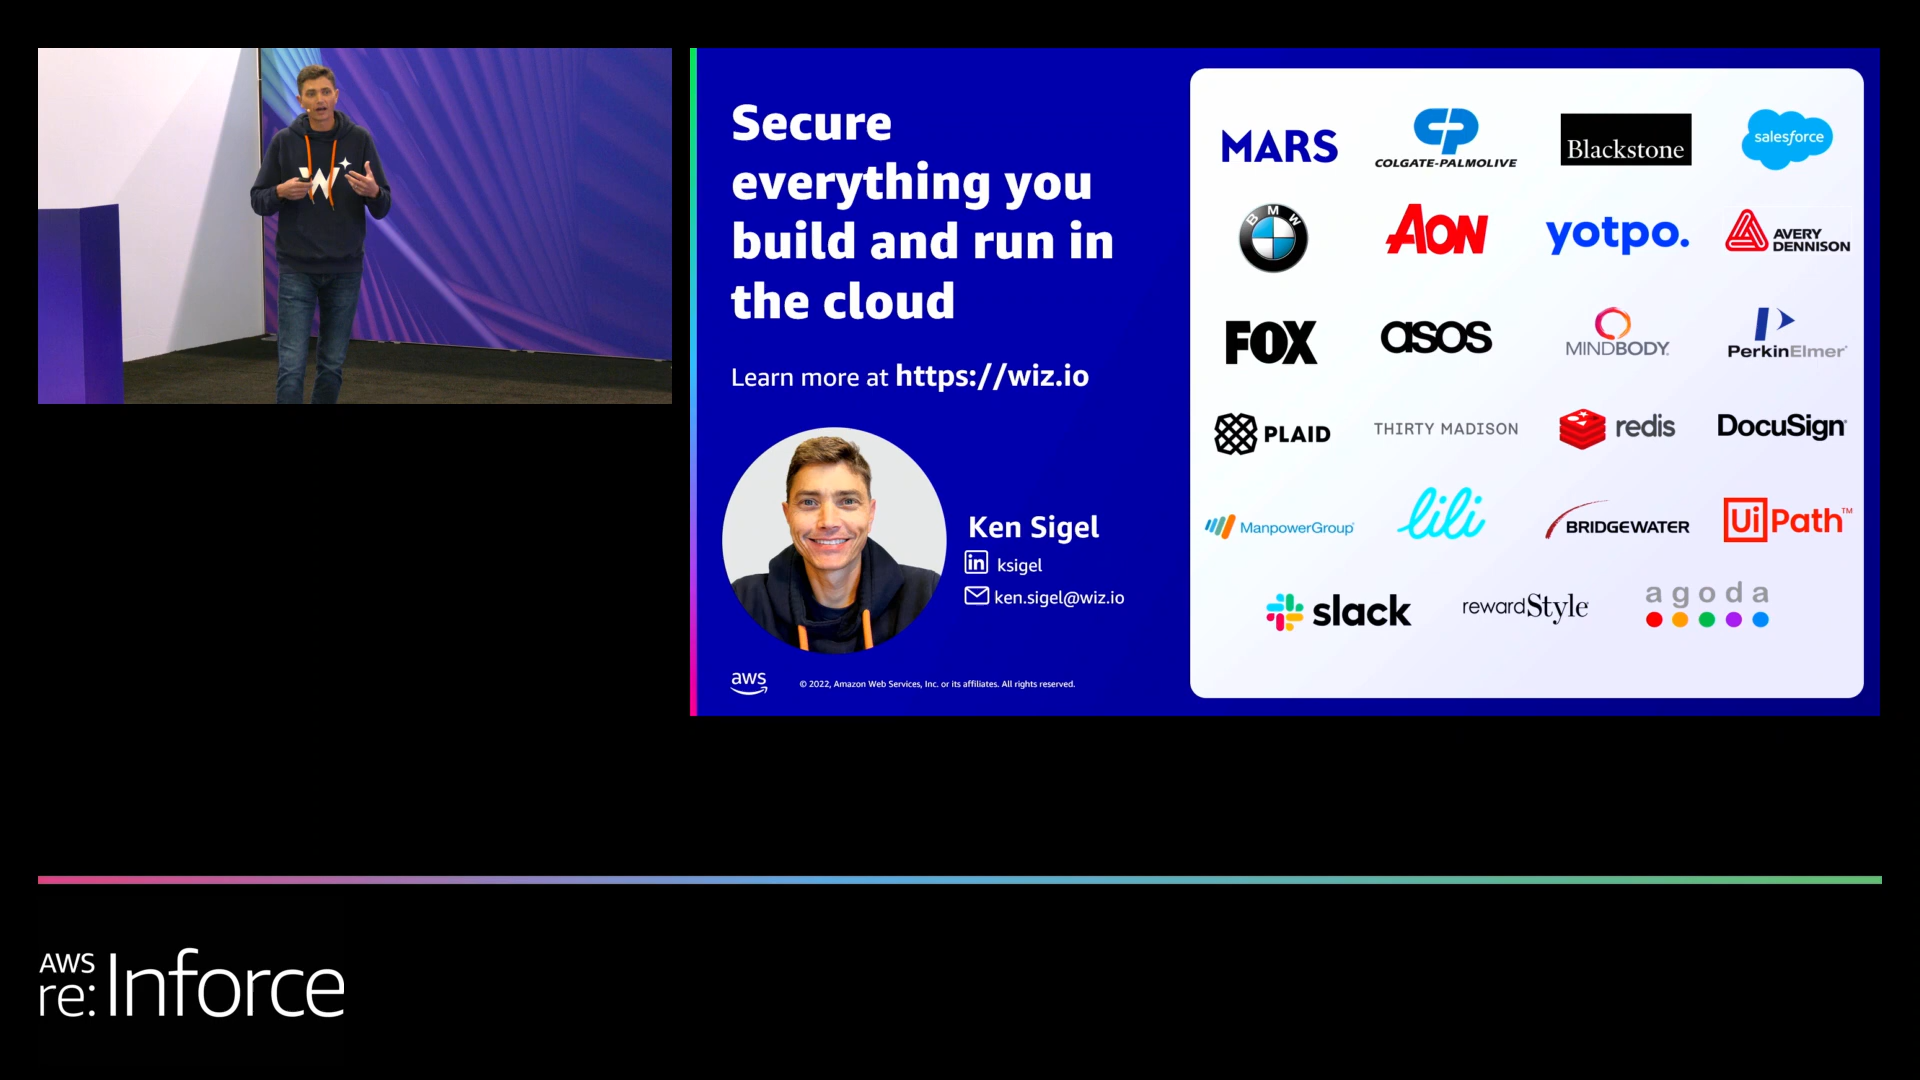 W
Secure
everything you
build and run in
the cloud
Learn more at https://wiz.io
Ken Sigel
in ksigel
ken.sigel@wiz.io
aws
© 2022, Amazon Web Services, Inc. or its affiliates. All rights reserved.
MARS
COLGATE-PALMOLIVE
Blackstone
salesforce
BMW
AON
yotpo.
AVERY
DENNISON
FOX
asos
MINDBODY
PerkinElmer
PLAID
THIRTY MADISON
redis
DocuSign
ManpowerGroup
lili
BRIDGEWATER
UiPath™
slack
rewardStyle
agoda
AWS
re:Inforce